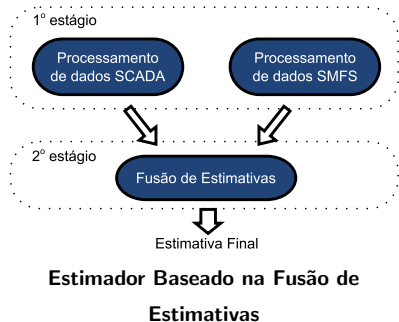 1º estágio
Processamento
de dados SCADA
Processamento
de dados SMFS
2º estágio
Fusão de Estimativas
Estimativa Final
Estimador Baseado na Fusão de
Estimativas